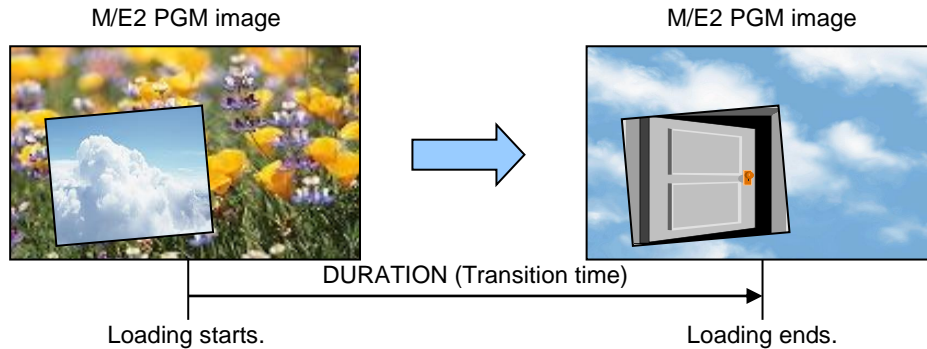 M/E2 PGM image
M/E2 PGM image
DURATION (Transition time)
Loading starts.
Loading ends.